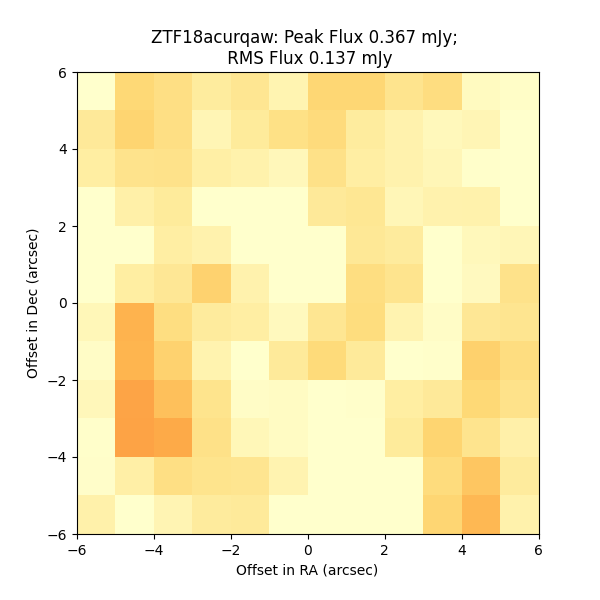 ZTF18acurqaw: Peak Flux 0.367 mJy;
RMS Flux 0.137 mJy
6
4
2
0
−2
−4
−6
Offset in Dec (arcsec)
−6 −4 −2 0 2 4 6
Offset in RA (arcsec)